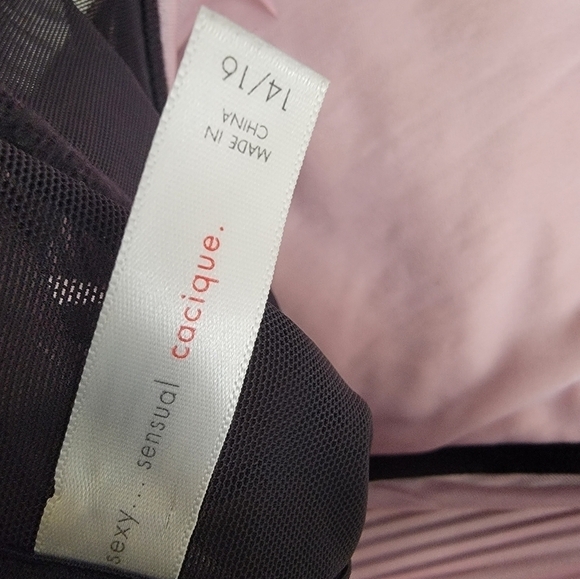 cacique.
sexy... sensual
14/16
MADE IN
CHINA